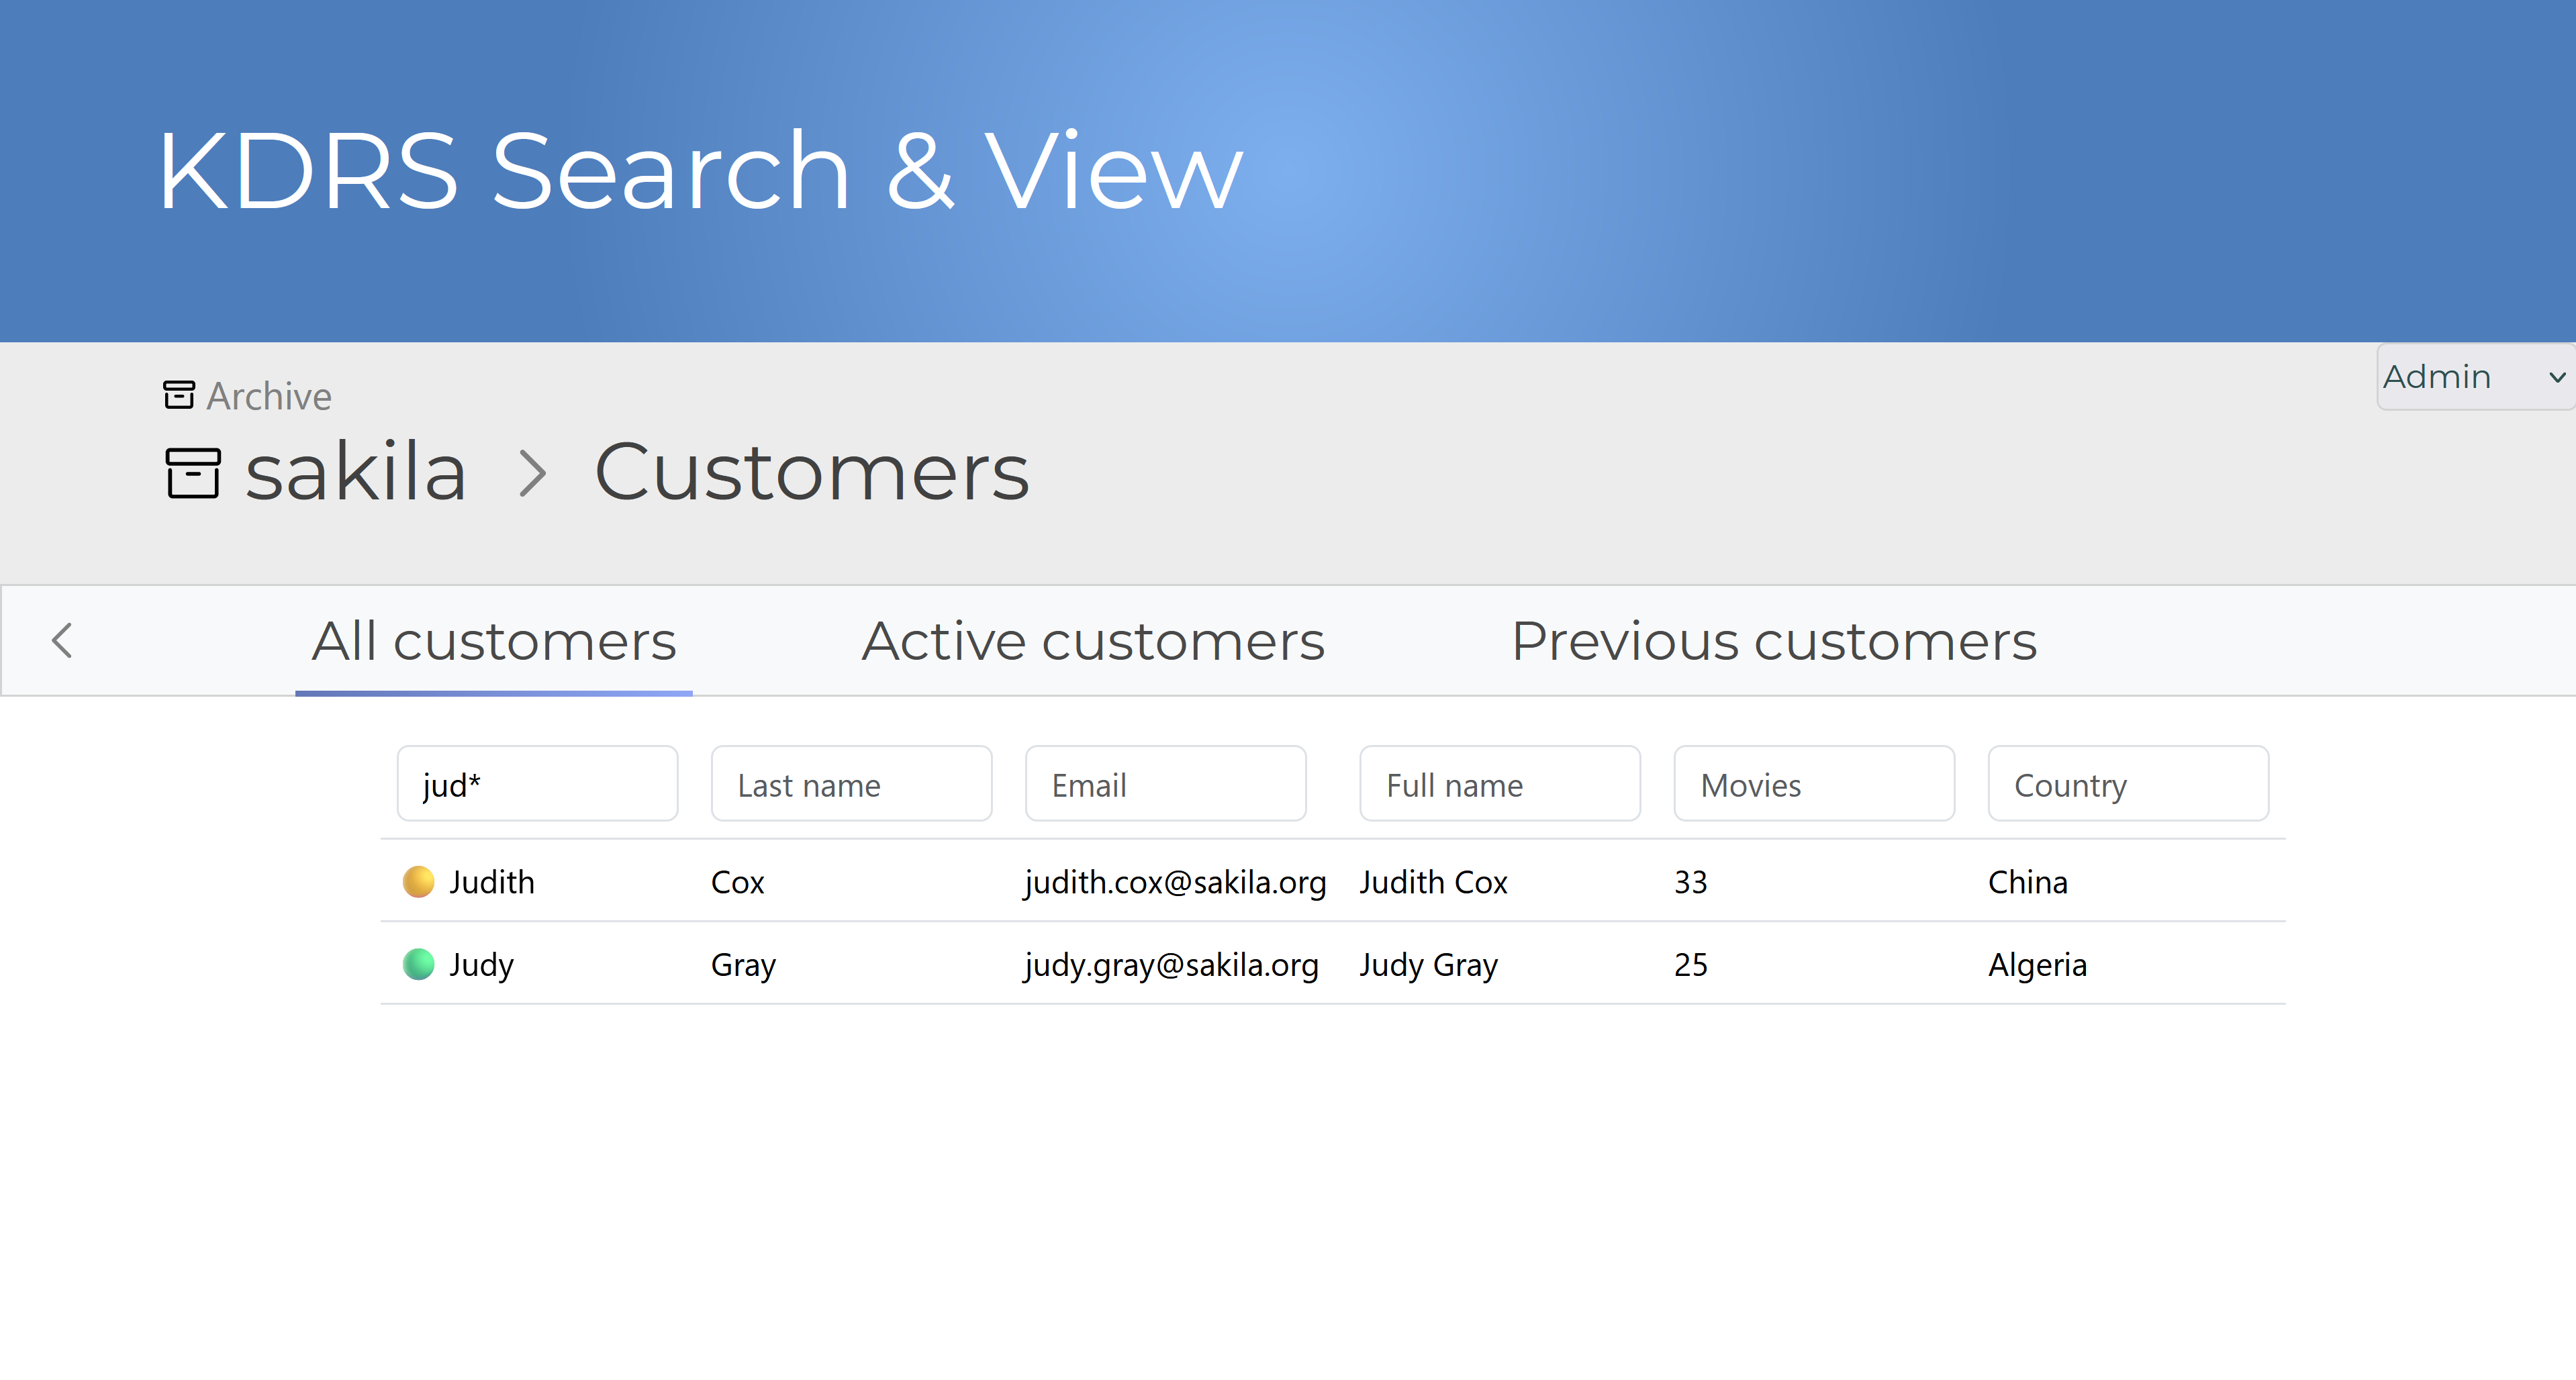 KDRS Search & View
Archive
Admin
sakila > Customers
All customers Active customers Previous customers
jud* Last name Email Full name Movies Country
Judith Cox judith.cox@sakila.org Judith Cox 33 China
Judy Gray judy.gray@sakila.org Judy Gray 25 Algeria